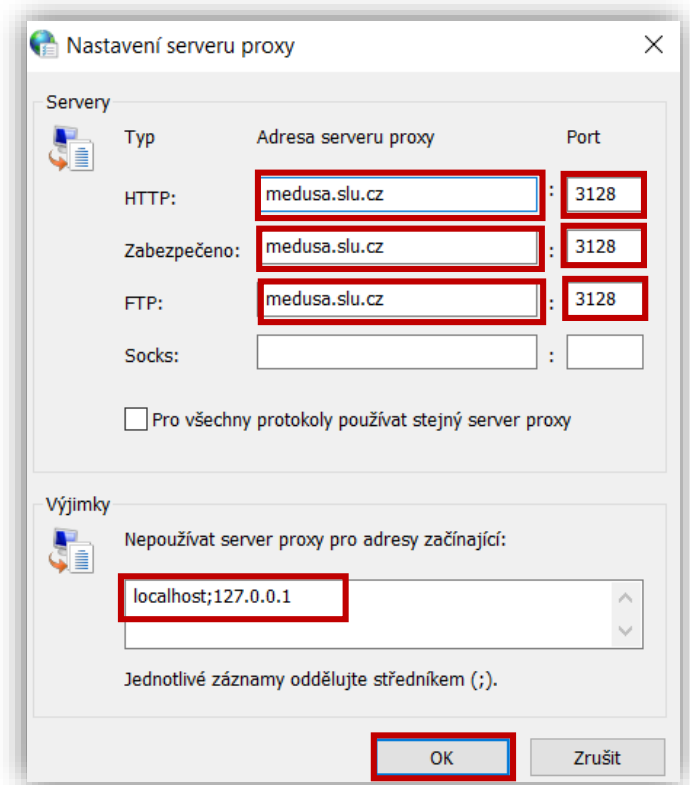 Nastavení serveru proxy
Servery
Typ Adresa serveru proxy Port
HTTP: medusa.slu.cz : 3128
Zabezpečeno: medusa.slu.cz : 3128
FTP: medusa.slu.cz : 3128
Socks: :
Pro všechny protokoly používat stejný server proxy
Výjimky
Nepoužívat server proxy pro adresy začínající:
localhost;127.0.0.1
Jednotlivé záznamy oddělujte středníkem (;).
OK Zrušit